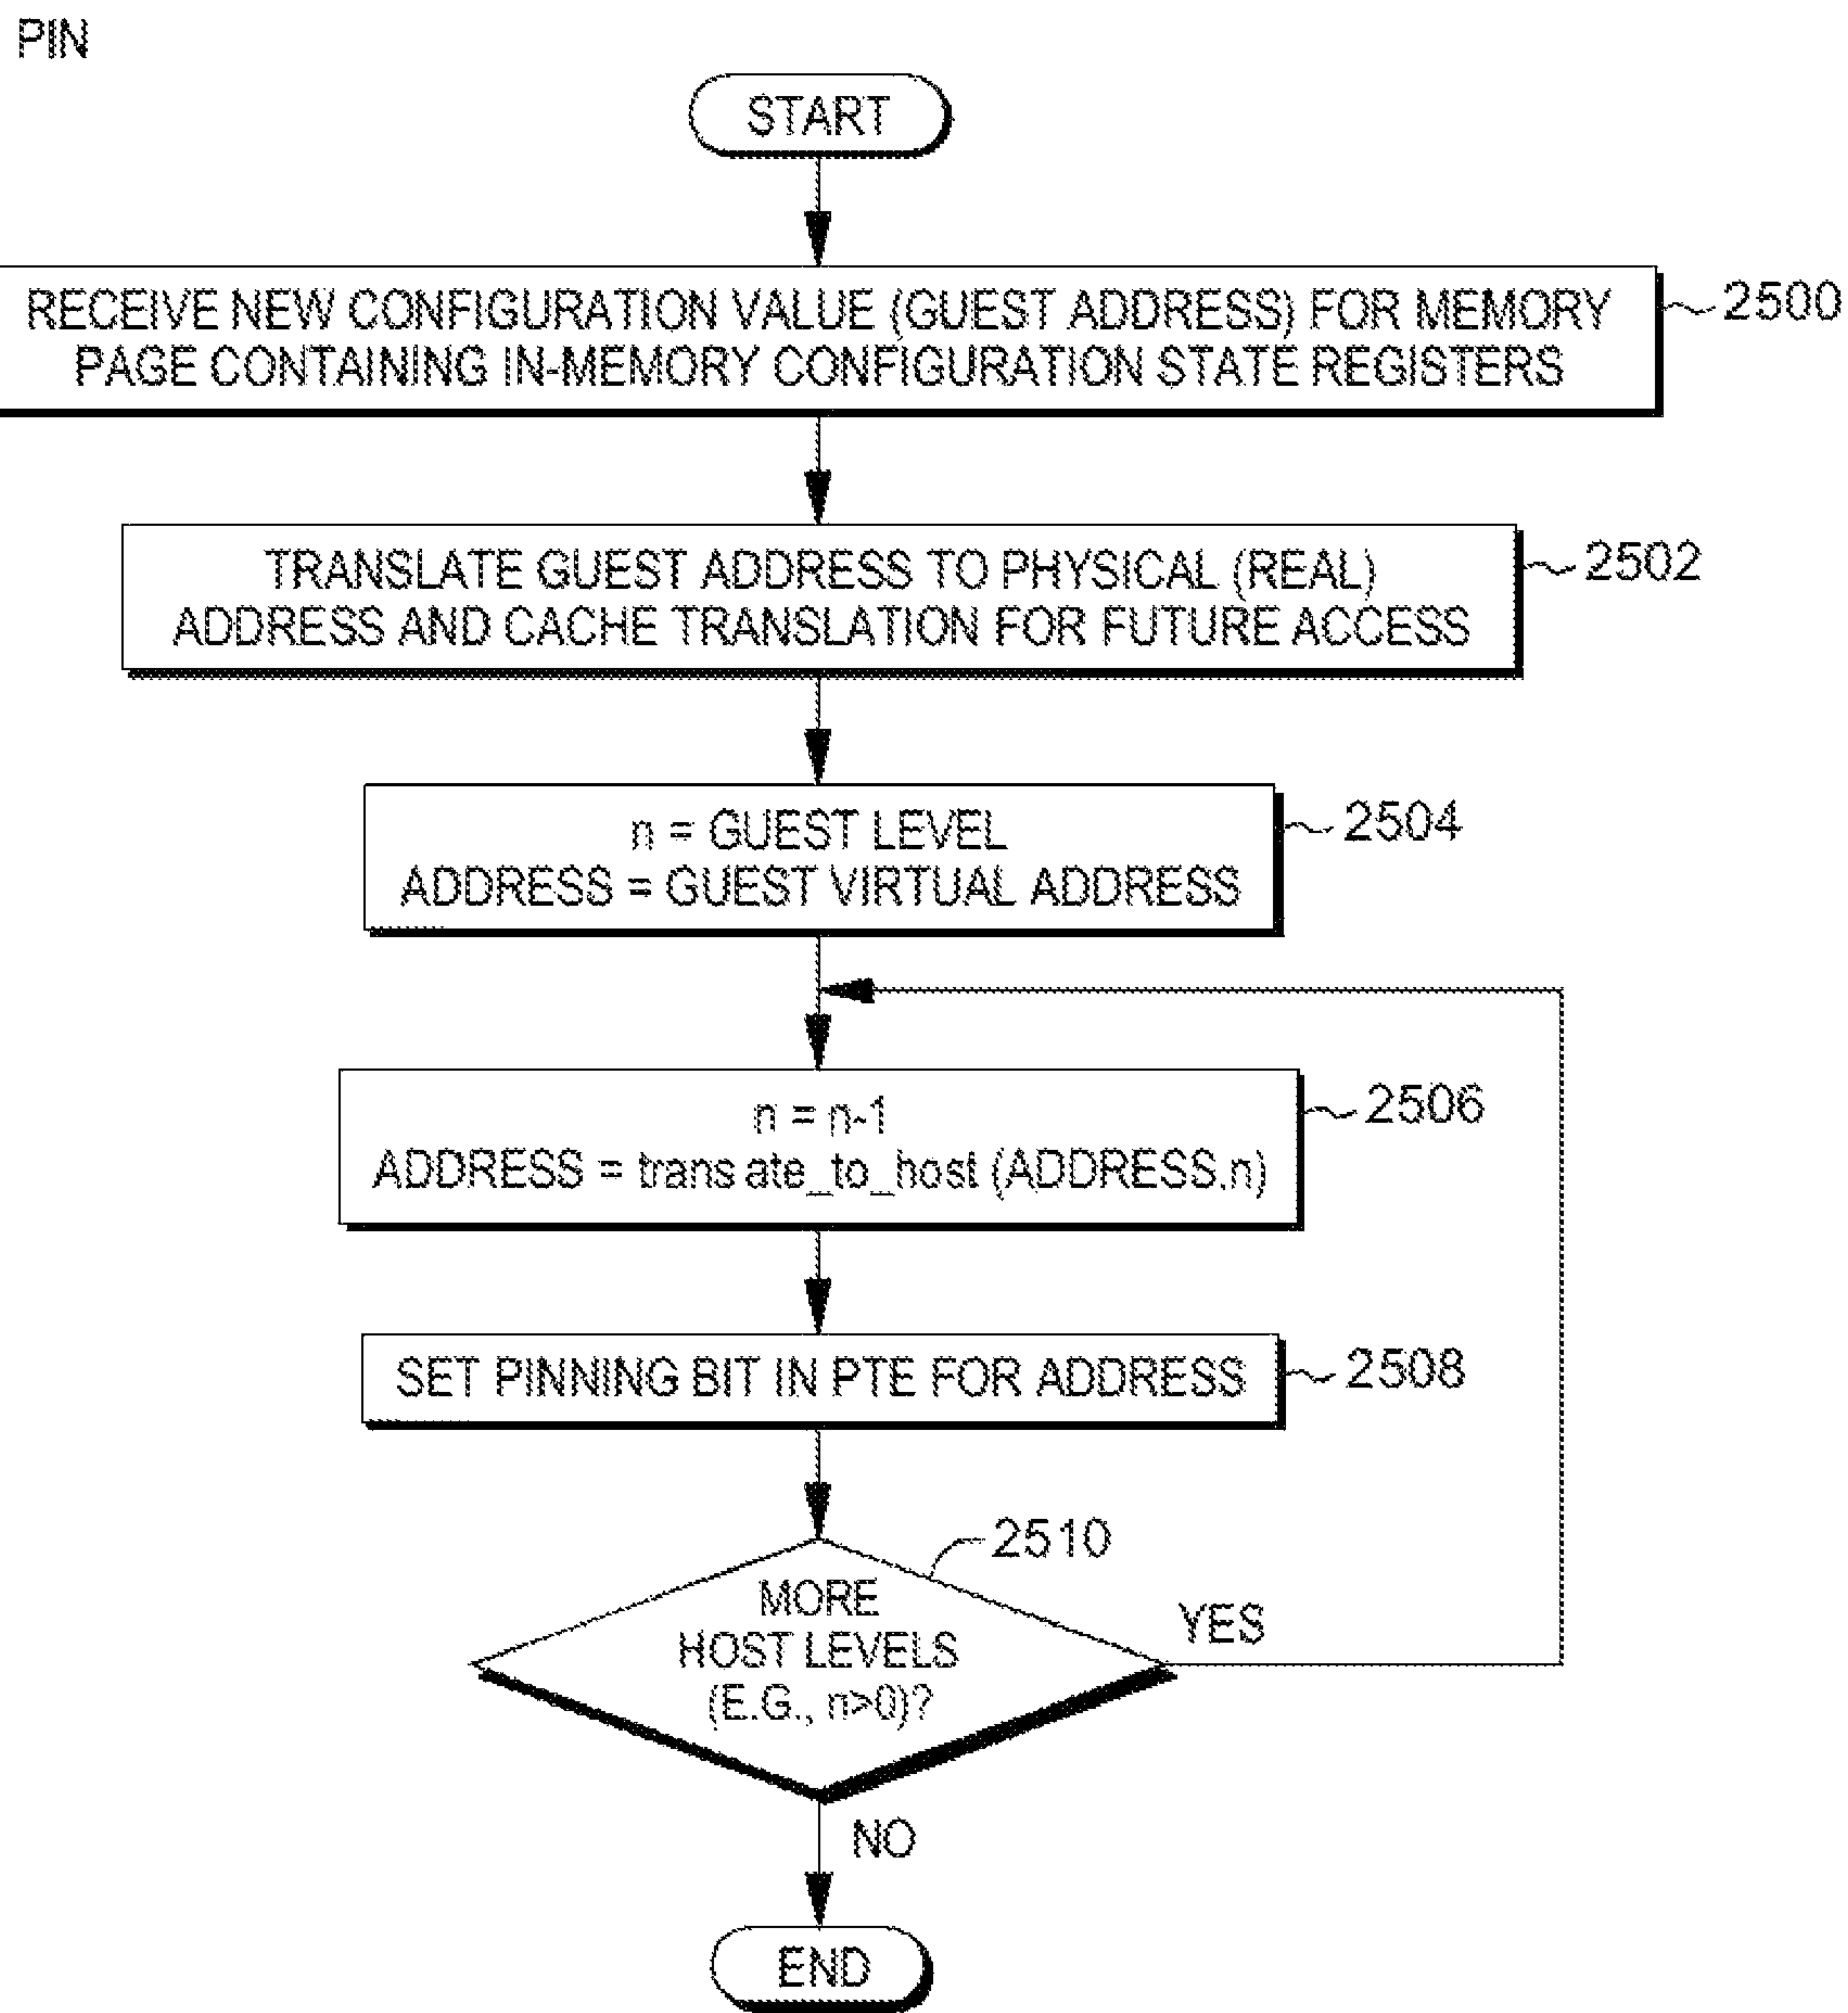 PIN
START
RECEIVE NEW CONFIGURATION VALUE (GUEST ADDRESS) FOR MEMORY
PAGE CONTAINING IN-MEMORY CONFIGURATION STATE REGISTERS
2500
TRANSLATE GUEST ADDRESS TO PHYSICAL (REAL)
ADDRESS AND CACHE TRANSLATION FOR FUTURE ACCESS
2502
n = GUEST LEVEL
ADDRESS = GUEST VIRTUAL ADDRESS
2504
n = n-1
ADDRESS = trans ate_to_host (ADDRESS,n)
2506
SET PINNING BIT IN PTE FOR ADDRESS
2508
2510
MORE
HOST LEVELS
(E.G., n>0)?
YES
NO
END